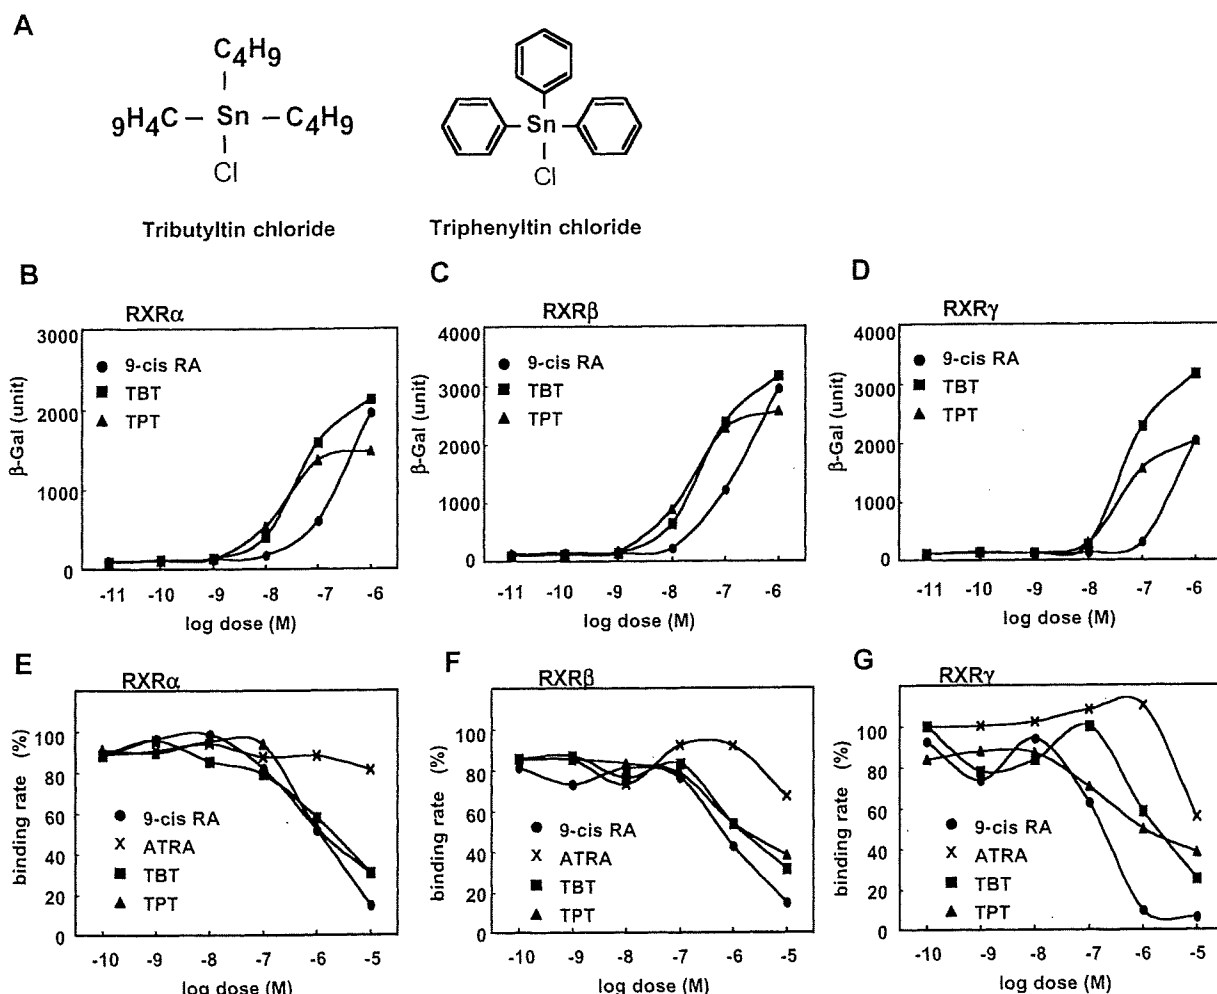 A
C4H9
9H4C – Sn – C4H9
Cl
Tributyltin chloride
Sn
Cl
Triphenyltin chloride
B
RXRα
3000
2000
1000
0
β-Gal (unit)
9-cis RA
TBT
TPT
-11 -10 -9 -8 -7 -6
log dose (M)
C
RXRβ
4000
3000
2000
1000
0
β-Gal (unit)
9-cis RA
TBT
TPT
-11 -10 -9 -8 -7 -6
log dose (M)
D
RXRγ
4000
3000
2000
1000
0
β-Gal (unit)
9-cis RA
TBT
TPT
-11 -10 -9 -8 -7 -6
log dose (M)
E
RXRα
100
80
60
40
20
0
binding rate (%)
9-cis RA
ATRA
TBT
TPT
-10 -9 -8 -7 -6 -5
log dose (M)
F
RXRβ
100
80
60
40
20
0
binding rate (%)
9-cis RA
ATRA
TBT
TPT
-10 -9 -8 -7 -6 -5
log dose (M)
G
RXRγ
100
80
60
40
20
0
binding rate (%)
9-cis RA
ATRA
TBT
TPT
-10 -9 -8 -7 -6 -5
log dose (M)